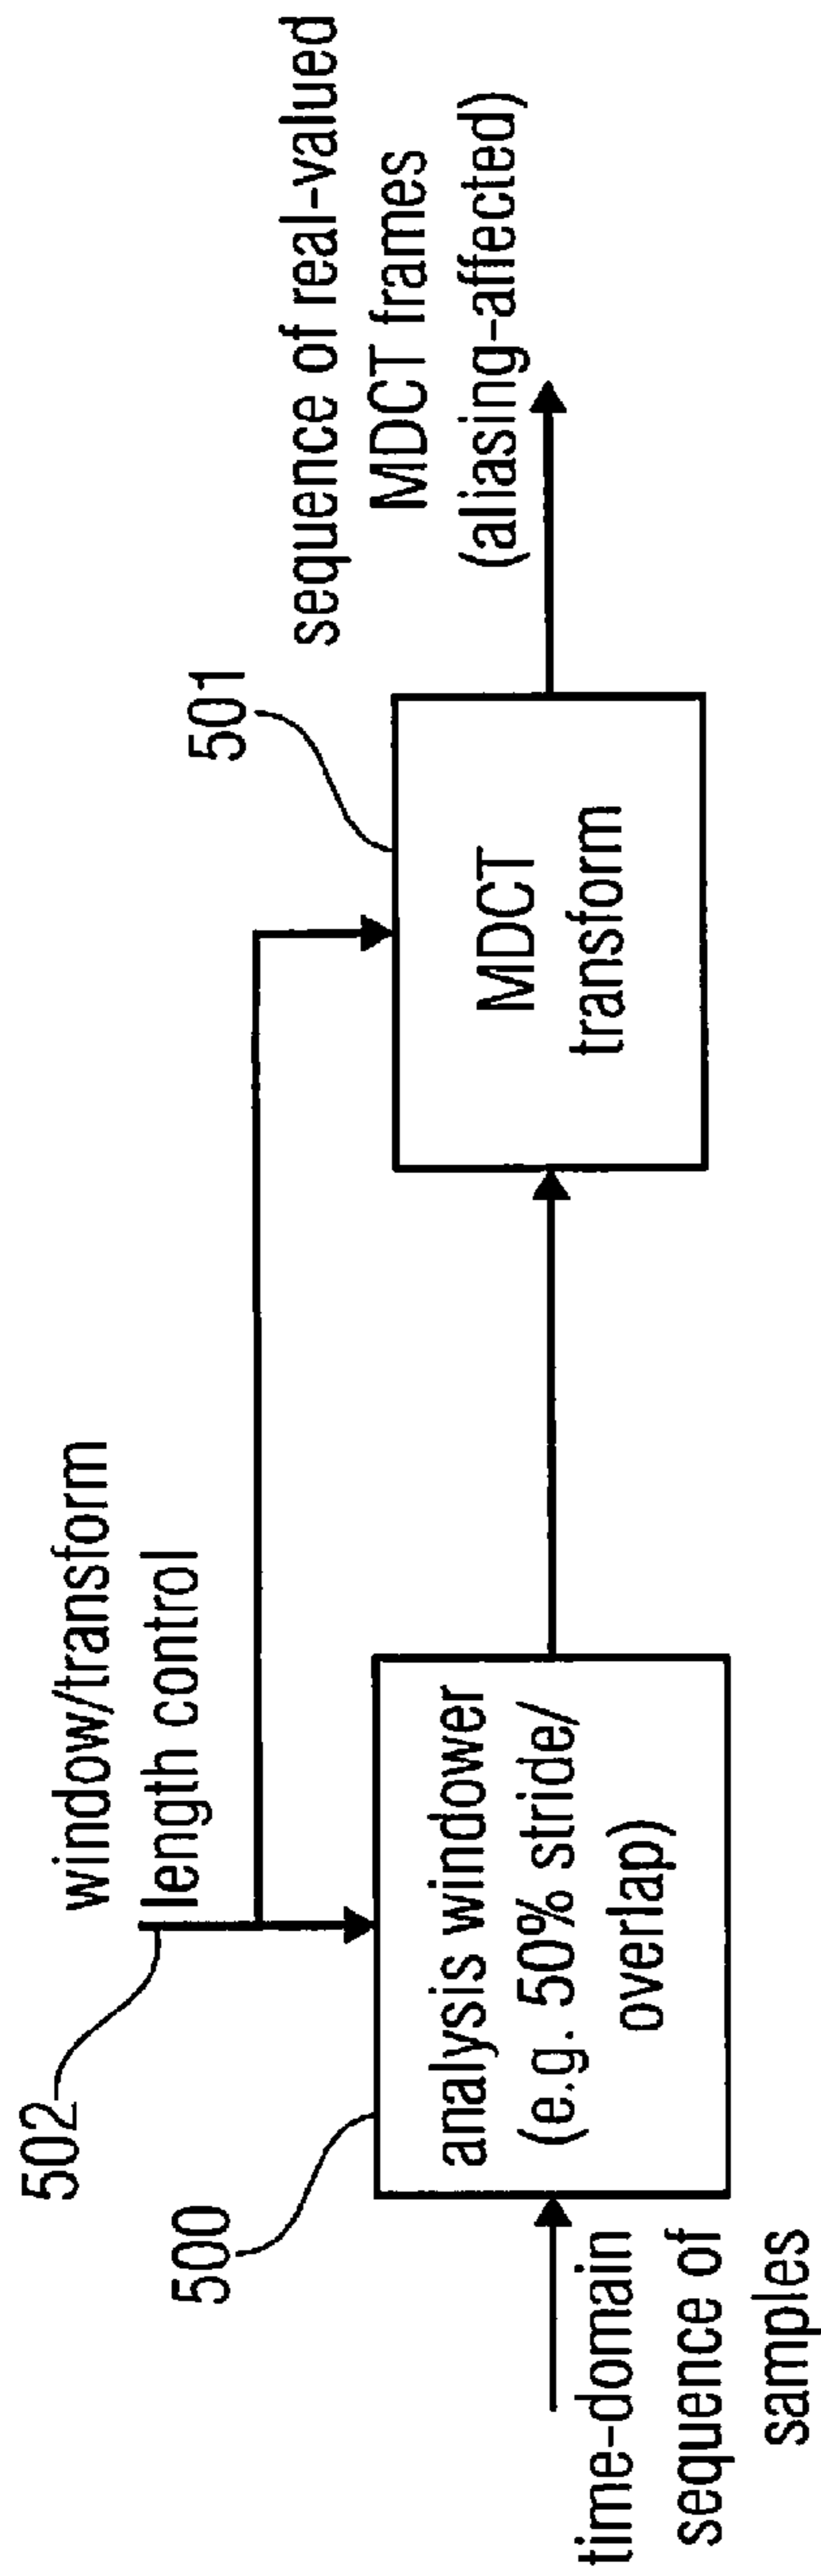 502
window/transform
length control
500
analysis windower
(e.g. 50% stride/
overlap)
time-domain
sequence of
samples
501
MDCT
transform
sequence of real-valued
MDCT frames
(aliasing-affected)